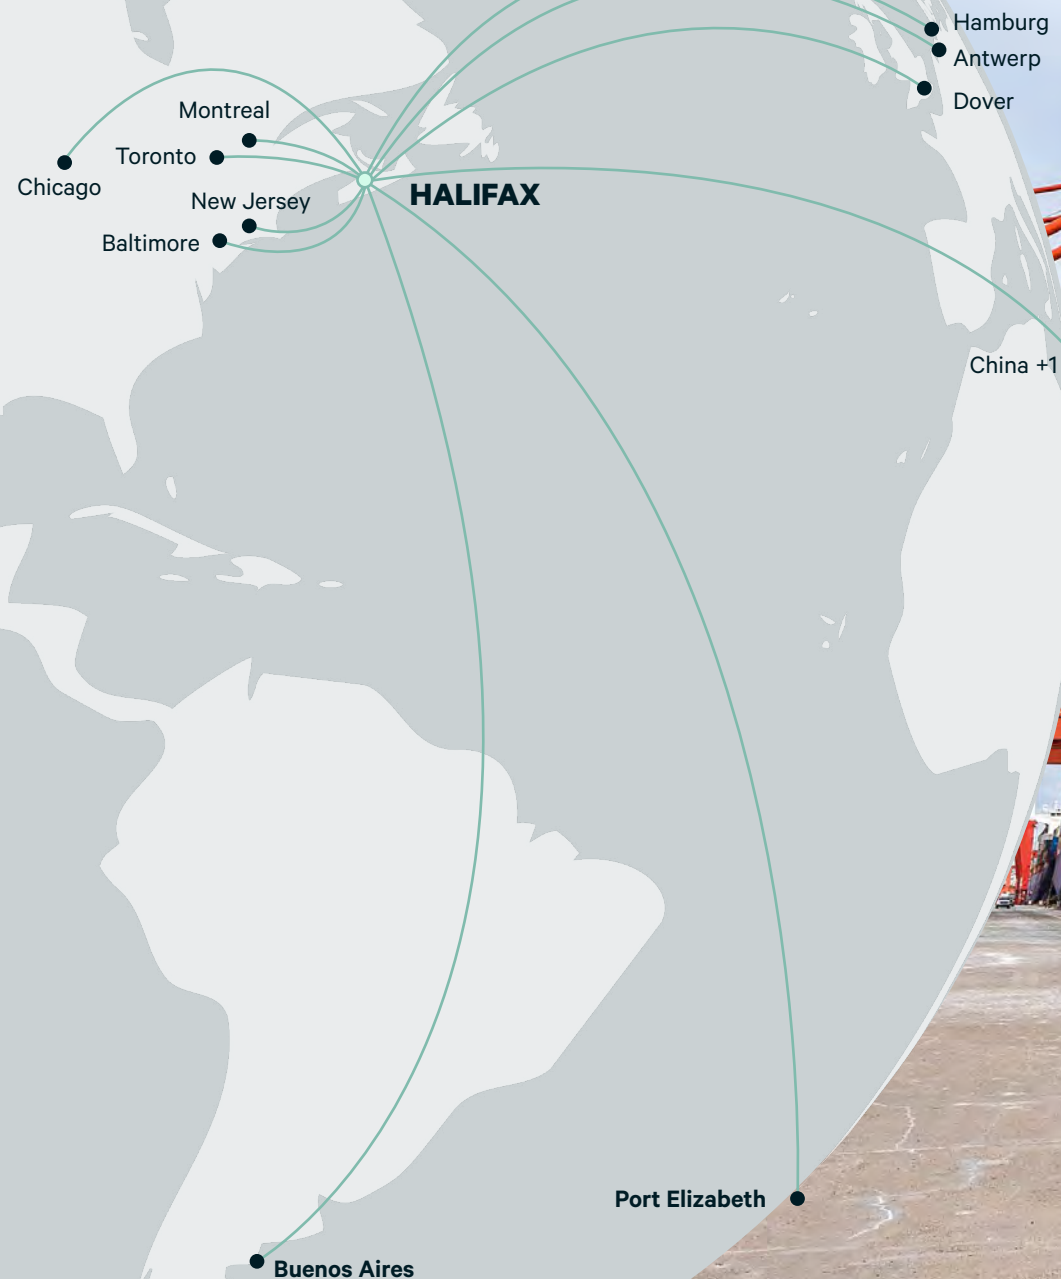 Hamburg
Antwerp
Dover
Montreal
Toronto
Chicago
New Jersey
Baltimore
HALIFAX
China +1
Port Elizabeth
Buenos Aires